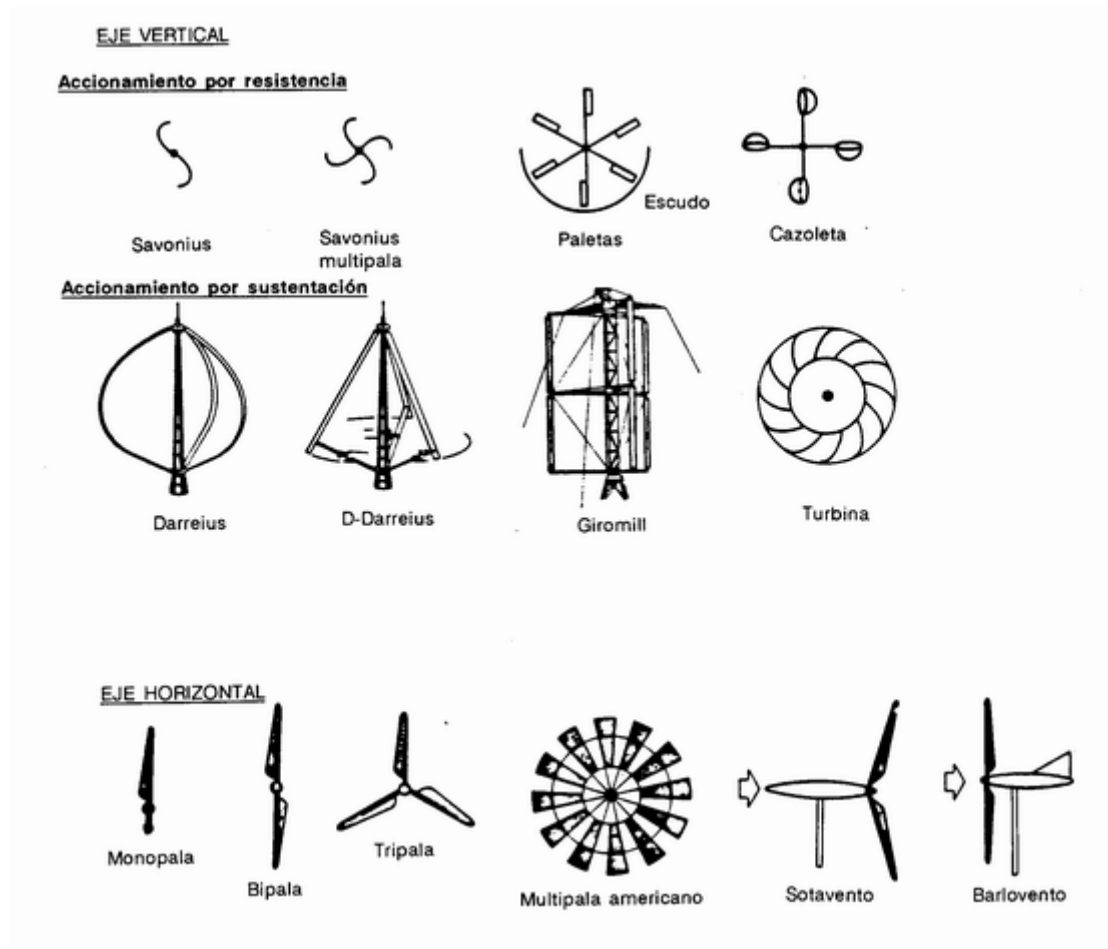 EJE VERTICAL
Accionamiento por resistencia
Savonius
Savonius
multipala
Escudo
Paletas
Cazoleta
Accionamiento por sustentación
Darreius
D-Darreius
Giromill
Turbina
EJE HORIZONTAL
Monopala
Bipala
Tripala
Multipala americano
Sotavento
Barlovento